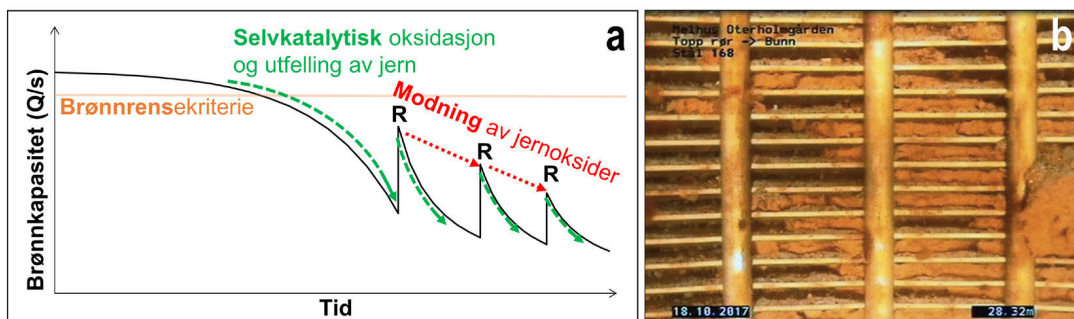 Selvkatalytisk oksidasjon
og utfelling av jern
a
Brønnrensekriterie
Modning av jernoksider
R
R
R
Brønnkapasitet (Q/s)
Tid
b
Melhus Oterholmgården
Topp rør -> Bunn
Stål 168
18.10.2017
28.32m